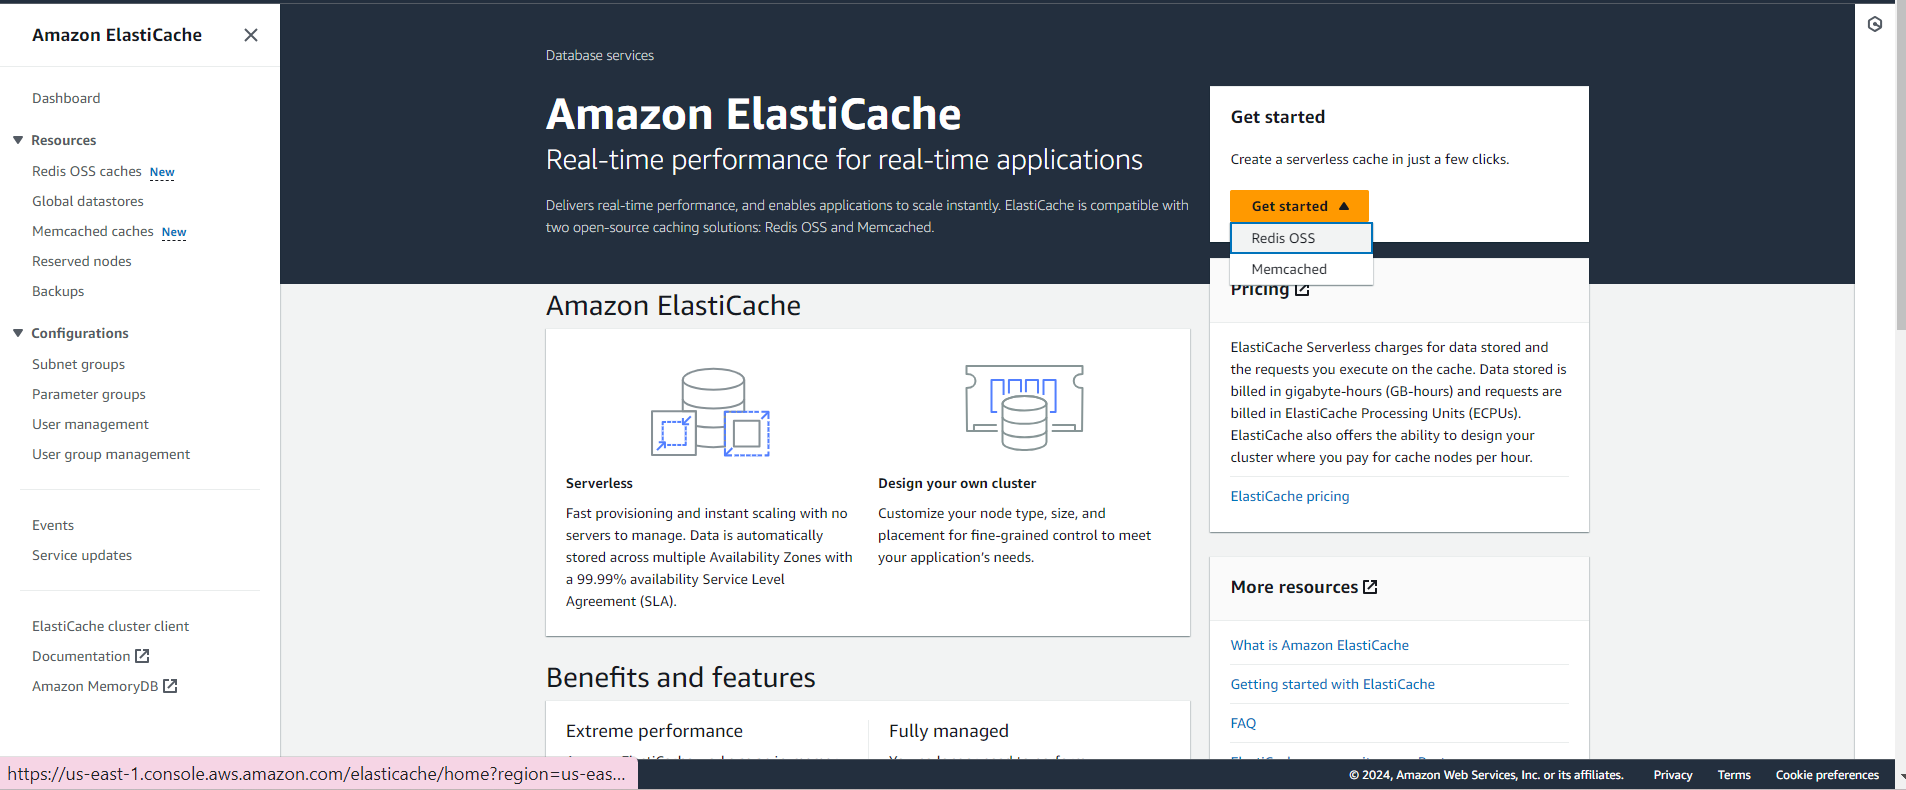 Amazon ElastiCache
Dashboard
Resources
Redis OSS caches New
Global datastores
Memcached caches New
Reserved nodes
Backups
Configurations
Subnet groups
Parameter groups
User management
User group management
Events
Service updates
ElastiCache cluster client
Documentation
Amazon MemoryDB
Database services
Amazon ElastiCache
Real-time performance for real-time applications
Delivers real-time performance, and enables applications to scale instantly. ElastiCache is compatible with
two open-source caching solutions: Redis OSS and Memcached.
Get started
Create a serverless cache in just a few clicks.
Get started
Redis OSS
Memcached
Amazon ElastiCache
Serverless
Fast provisioning and instant scaling with no
servers to manage. Data is automatically
stored across multiple Availability Zones with
a 99.99% availability Service Level
Agreement (SLA).
Design your own cluster
Customize your node type, size, and
placement for fine-grained control to meet
your application's needs.
Benefits and features
Extreme performance
Fully managed
Pricing
ElastiCache Serverless charges for data stored and
the requests you execute on the cache. Data stored is
billed in gigabyte-hours (GB-hours) and requests are
billed in ElastiCache Processing Units (ECPUs).
ElastiCache also offers the ability to design your
cluster where you pay for cache nodes per hour.
ElastiCache pricing
More resources
What is Amazon ElastiCache
Getting started with ElastiCache
FAQ
https://us-east-1.console.aws.amazon.com/elasticache/home?region=us-eas...
© 2024, Amazon Web Services, Inc. or its affiliates.
Privacy
Terms
Cookie preferences